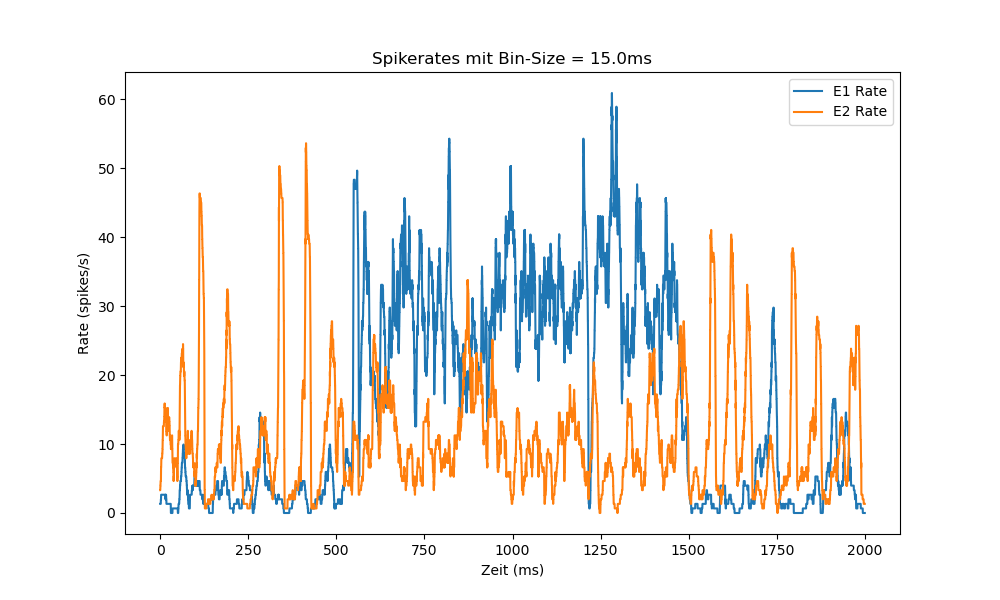 Spikerates mit Bin-Size = 15.0ms
E1 Rate
E2 Rate
60
50
40
30
20
10
0
Rate (spikes/s)
0 250 500 750 1000 1250 1500 1750 2000
Zeit (ms)